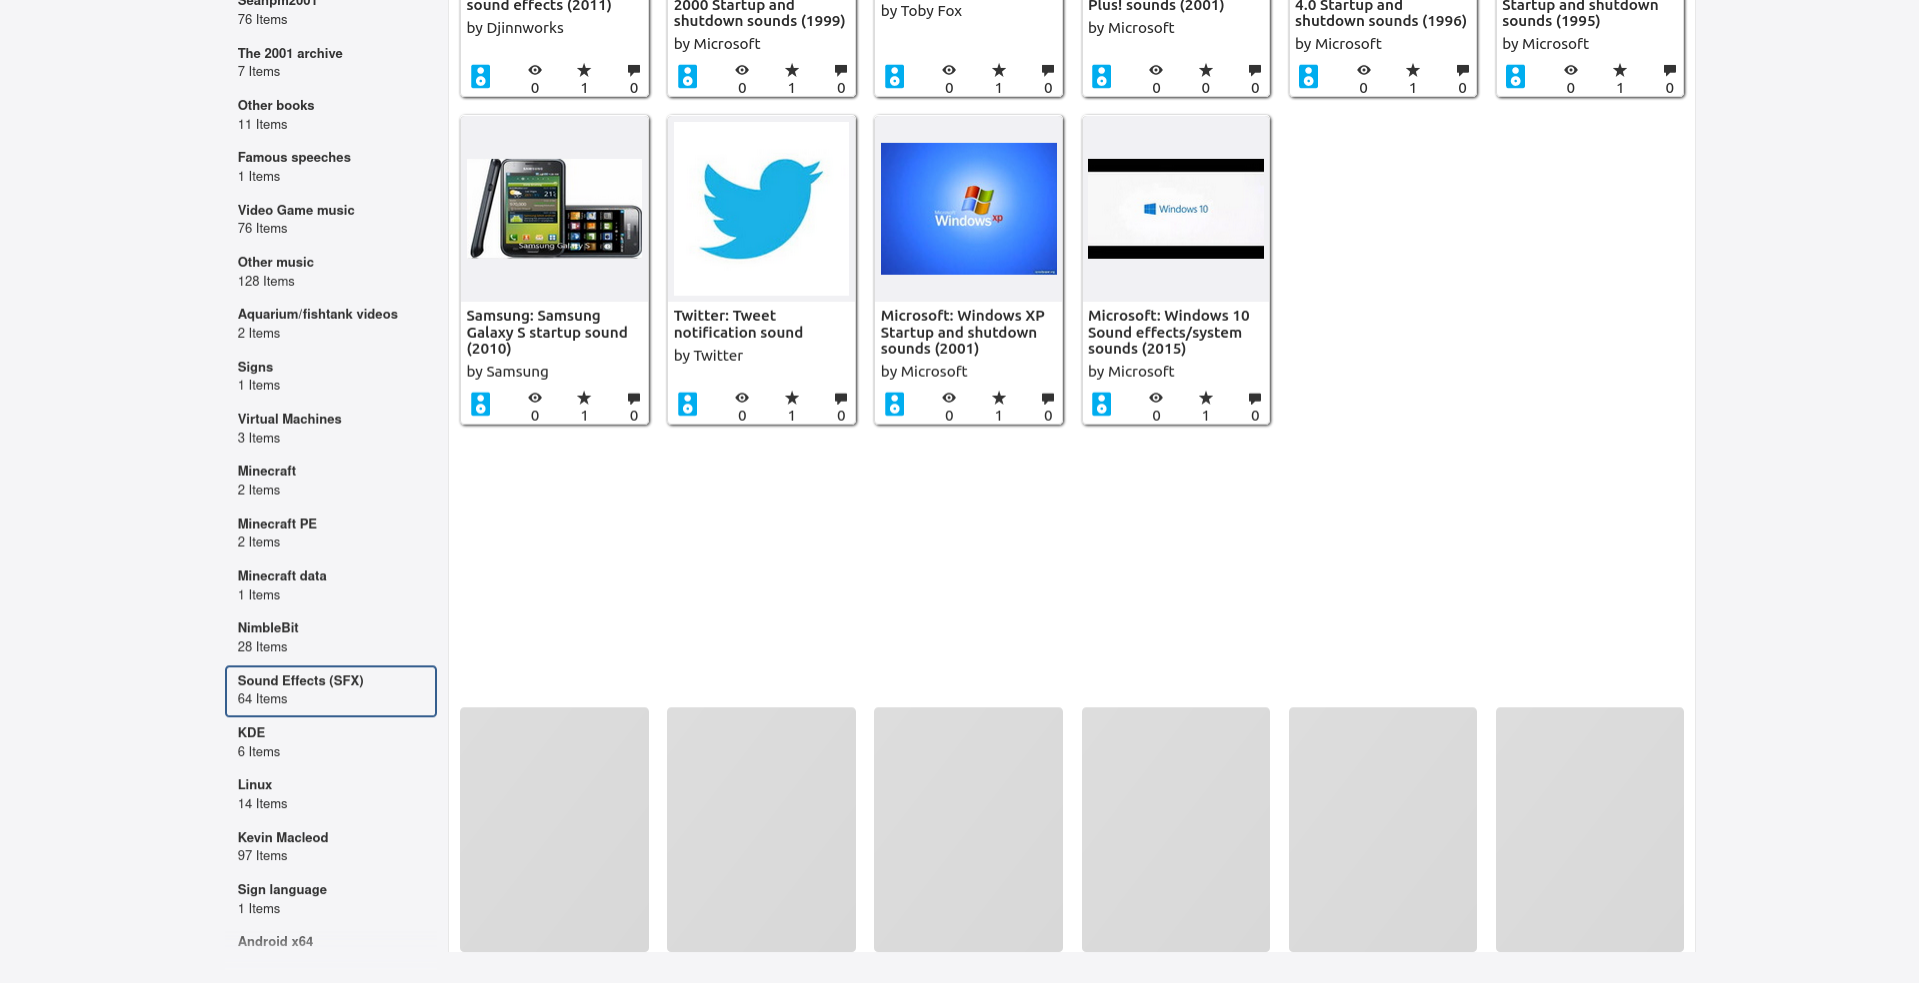 Seanpm2001
76 Items
The 2001 archive
7 Items
Other books
11 Items
Famous speeches
1 Items
Video Game music
76 Items
Other music
128 Items
Aquarium/fishtank videos
2 Items
Signs
1 Items
Virtual Machines
3 Items
Minecraft
2 Items
Minecraft PE
2 Items
Minecraft data
1 Items
NimbleBit
28 Items
Sound Effects (SFX)
64 Items
KDE
6 Items
Linux
14 Items
Kevin Macleod
97 Items
Sign language
1 Items
Android x64
sound effects (2011)
by Djinnworks
0 1 0
2000 Startup and
shutdown sounds (1999)
by Microsoft
0 1 0
by Toby Fox
0 1 0
Plus! sounds (2001)
by Microsoft
0 0 0
4.0 Startup and
shutdown sounds (1996)
by Microsoft
0 1 0
Startup and shutdown
sounds (1995)
by Microsoft
0 1 0
SAMSUNG
Samsung Galaxy S
Samsung: Samsung
Galaxy S startup sound
(2010)
by Samsung
0 1 0
Twitter: Tweet
notification sound
by Twitter
0 1 0
Windows xp
Microsoft: Windows XP
Startup and shutdown
sounds (2001)
by Microsoft
0 1 0
Windows 10
Microsoft: Windows 10
Sound effects/system
sounds (2015)
by Microsoft
0 1 0